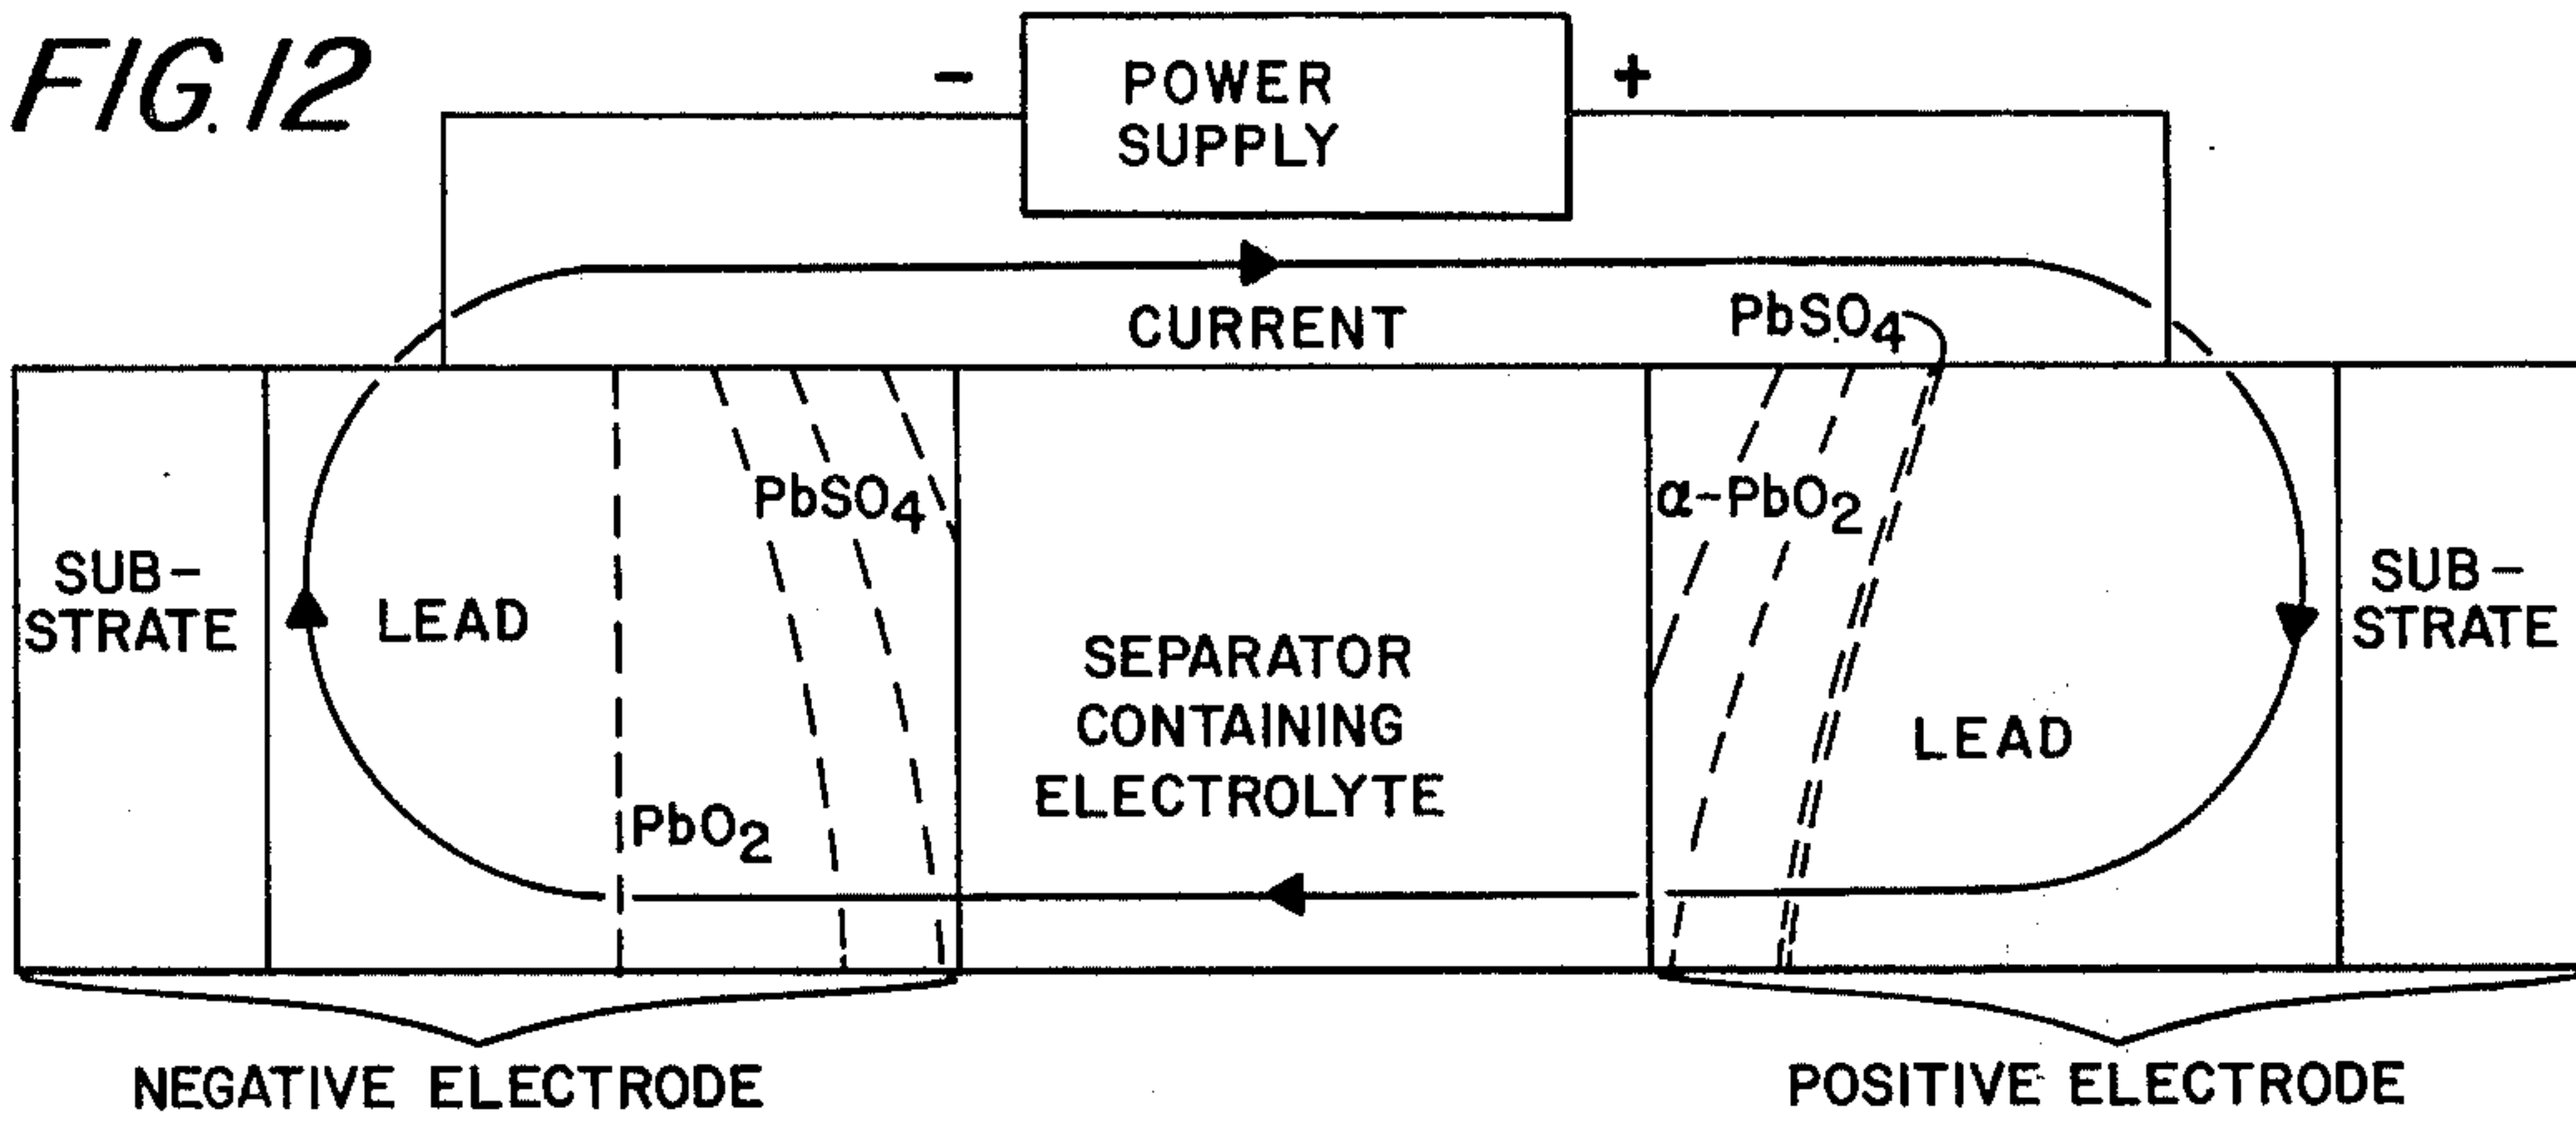 FIG. 12
-
POWER
SUPPLY
+
CURRENT
PbSO4
PbSO4
α-PbO2
SUB-
STRATE
LEAD
PbO2
SEPARATOR
CONTAINING
ELECTROLYTE
LEAD
SUB-
STRATE
NEGATIVE ELECTRODE
POSITIVE ELECTRODE